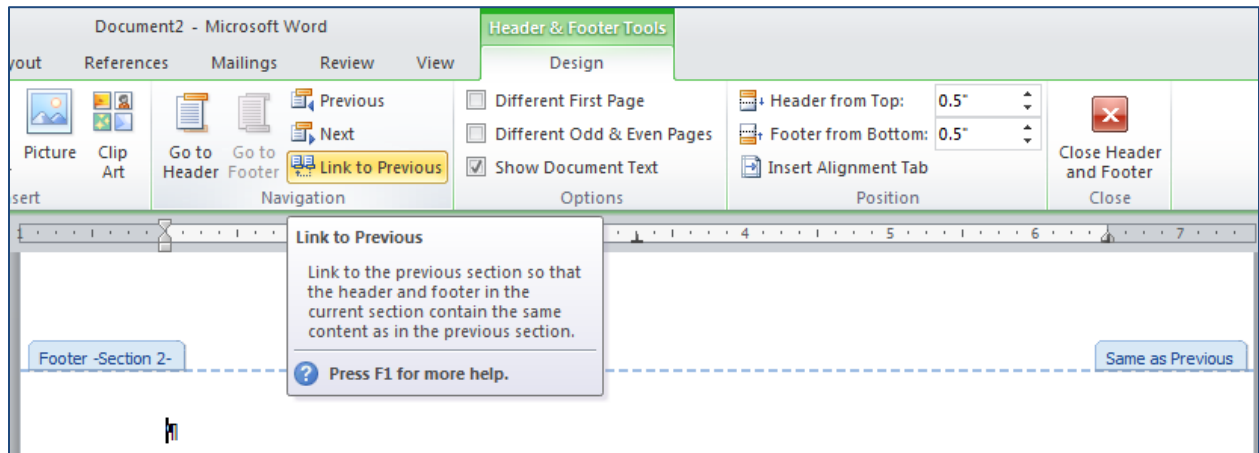 Document2 - Microsoft Word
Header & Footer Tools
yout References Mailings Review View Design
Previous
Different First Page
Header from Top: 0.5"
Next
Different Odd & Even Pages
Footer from Bottom: 0.5"
Picture
Clip
Art
Go to
Header
Go to
Footer
Link to Previous
Show Document Text
Insert Alignment Tab
Close Header
and Footer
sert Navigation Options Position Close
1 4 5 6 7
Link to Previous
Link to the previous section so that
the header and footer in the
current section contain the same
content as in the previous section.
Press F1 for more help.
Footer -Section 2-
Same as Previous
¶